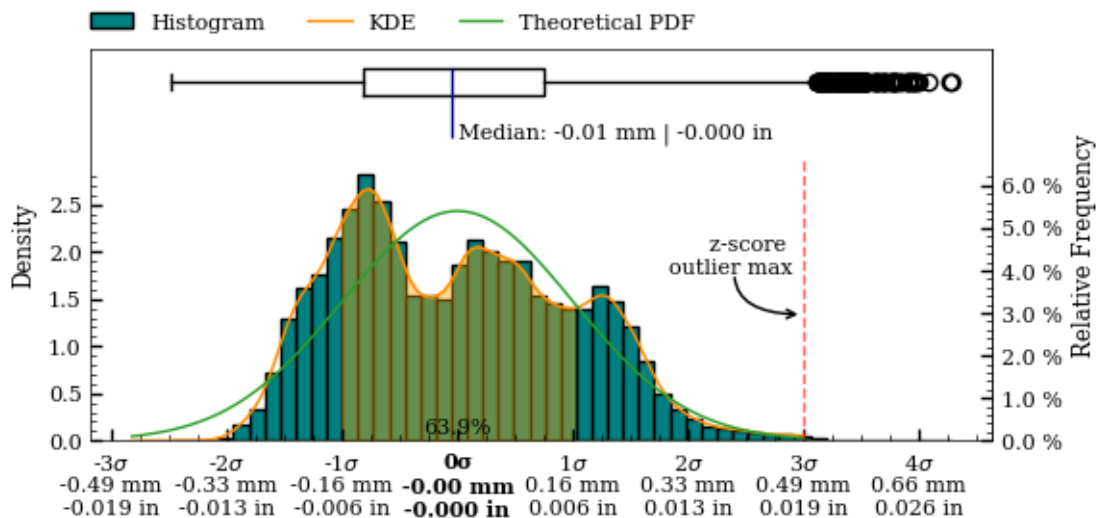 Histogram KDE Theoretical PDF
Median: -0.01 mm | -0.000 in
Density
2.5
2.0
1.5
1.0
0.5
0.0
z-score
outlier max
63.9%
6.0 %
5.0 %
4.0 %
3.0 %
2.0 %
1.0 %
0.0 %
Relative Frequency
-3σ -2σ -1σ 0σ 1σ 2σ 3σ 4σ
-0.49 mm -0.33 mm -0.16 mm -0.00 mm 0.16 mm 0.33 mm 0.49 mm 0.66 mm
-0.019 in -0.013 in -0.006 in -0.000 in 0.006 in 0.013 in 0.019 in 0.026 in